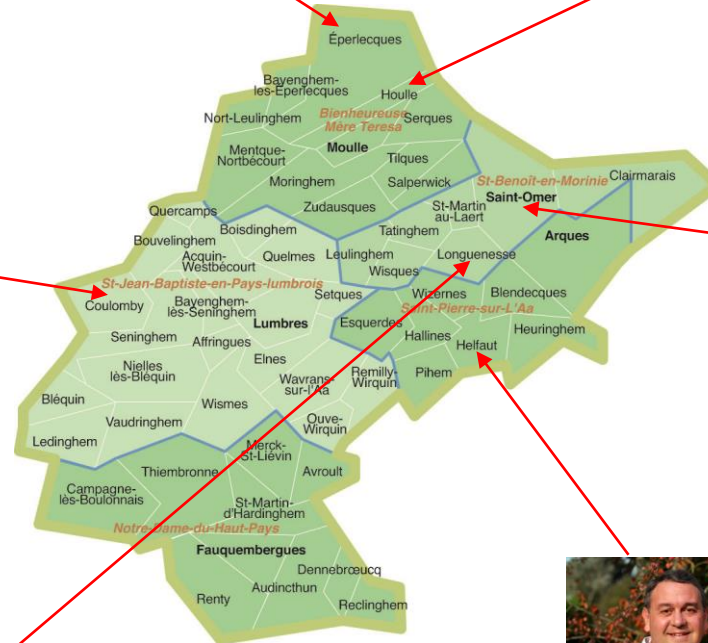 Éperlecques
Bayenghem-
les-Éperlecques
Houlle
Nort-Leulinghem
Bienheureuse
Mère Teresa
Serques
Moulle
Mentque-
Nortbécourt
Tilques
Moringhem
Salperwick
Zudausques
St-Benoît-en-Morinie
Clairmarais
Saint-Omer
St-Martin
au-Laert
Arques
Quercamps
Boisdinghem
Tatinghem
Bouvelinghem
Acquin-
Westbécourt
Quelmes
Leulinghem
Longuenesse
Wisques
St-Jean-Baptiste-en-Pays-lumbrois
Setques
Wizernes
Blendecques
Coulomby
Bayenghem-
lès-Seninghem
Saint-Pierre-sur-L'Aa
Lumbres
Esquerdes
Heuringhem
Seninghem
Affringues
Hallines
Helfaut
Elnes
Nielles
lès-Bléquin
Remilly-
Wirquin
Pihem
Wavrans-
sur-l'Aa
Bléquin
Wismes
Vaudringhem
Ouve-
Wirquin
Ledinghem
Merck-
St-Liévin
Thiembronne
Avroult
Campagne-
lès-Boulonnais
St-Martin-
d'Hardinghem
Notre-Dame-du-Haut-Pays
Fauquembergues
Dennebrœucq
Audincthun
Renty
Reclinghem